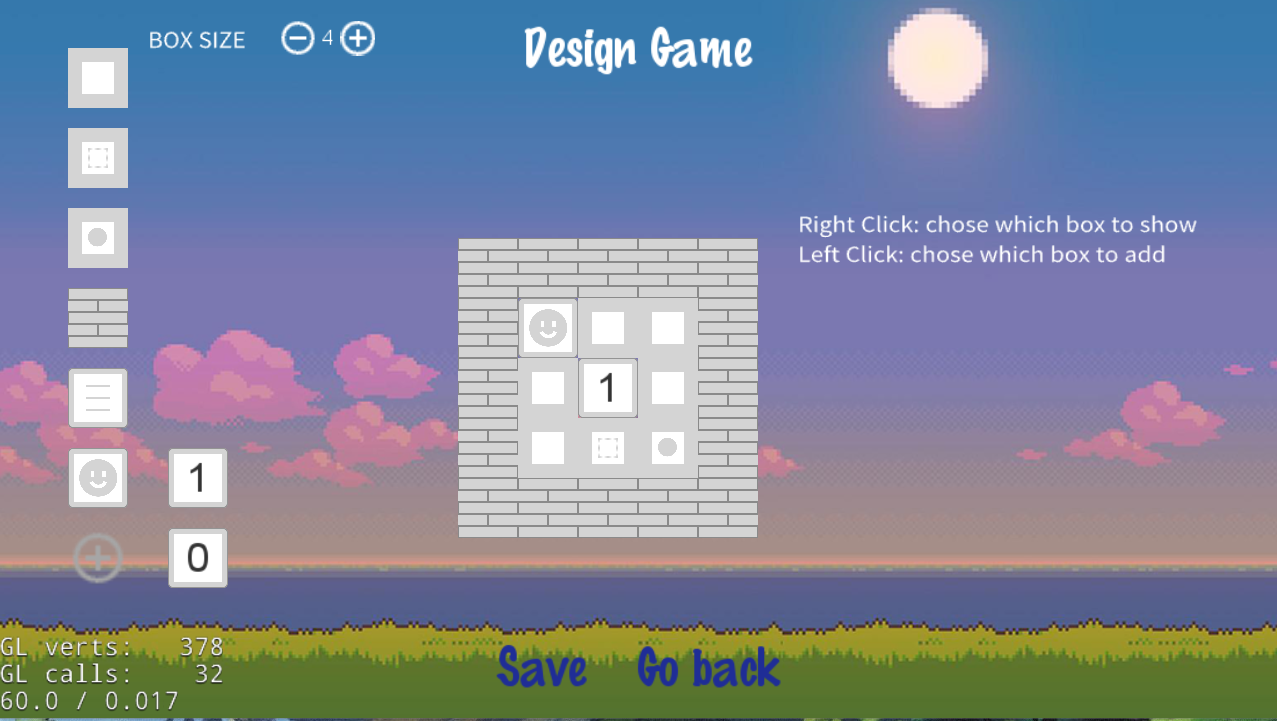 BOX SIZE 4
Design Game
Right Click: chose which box to show
Left Click: chose which box to add
1
1
0
GL verts: 378
GL calls: 32
60.0 / 0.017
Save Go back